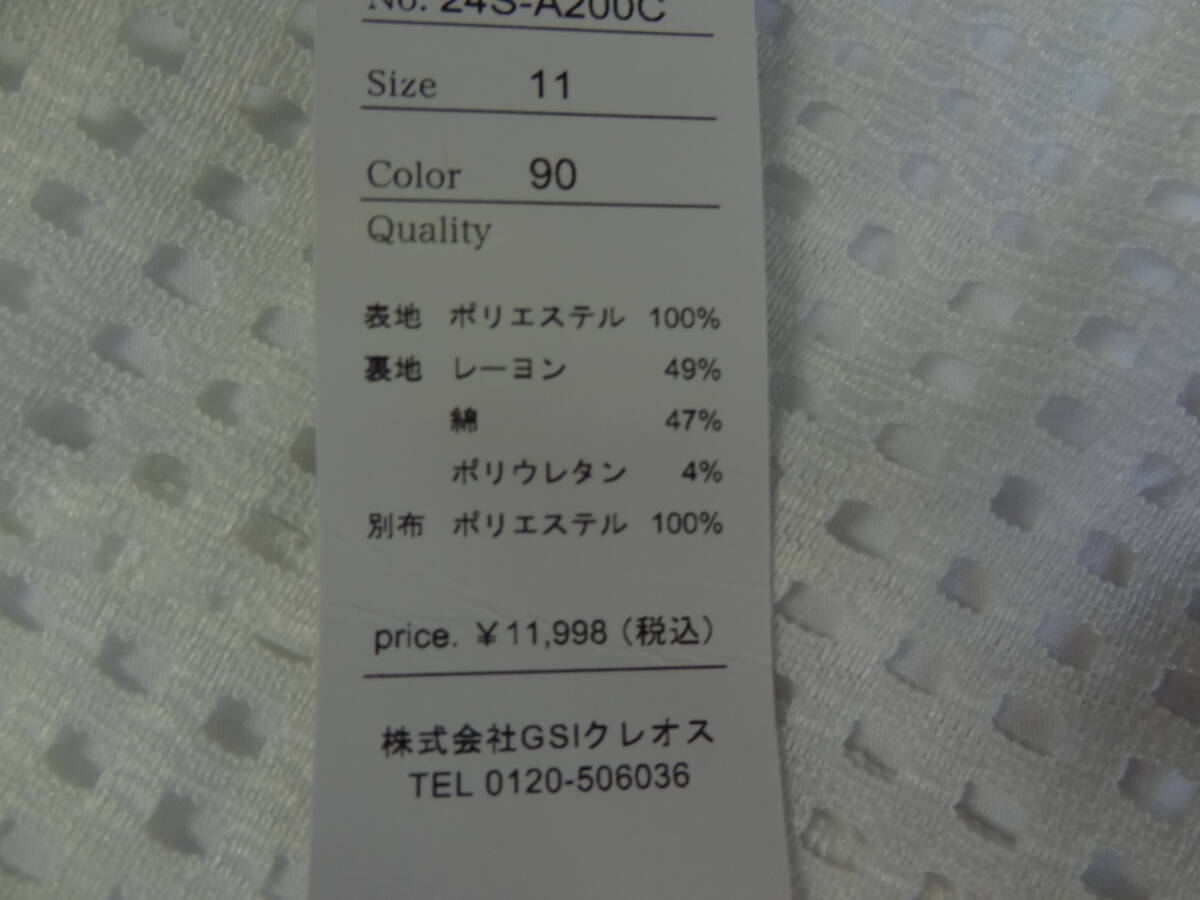 No. 24S-A200C
Size 11
Color 90
Quality
表地 ポリエステル 100%
裏地 レーヨン 49%
綿 47%
ポリウレタン 4%
別布 ポリエステル 100%
price. ¥11,998（税込）
株式会社GSIクレオス
TEL 0120-506036